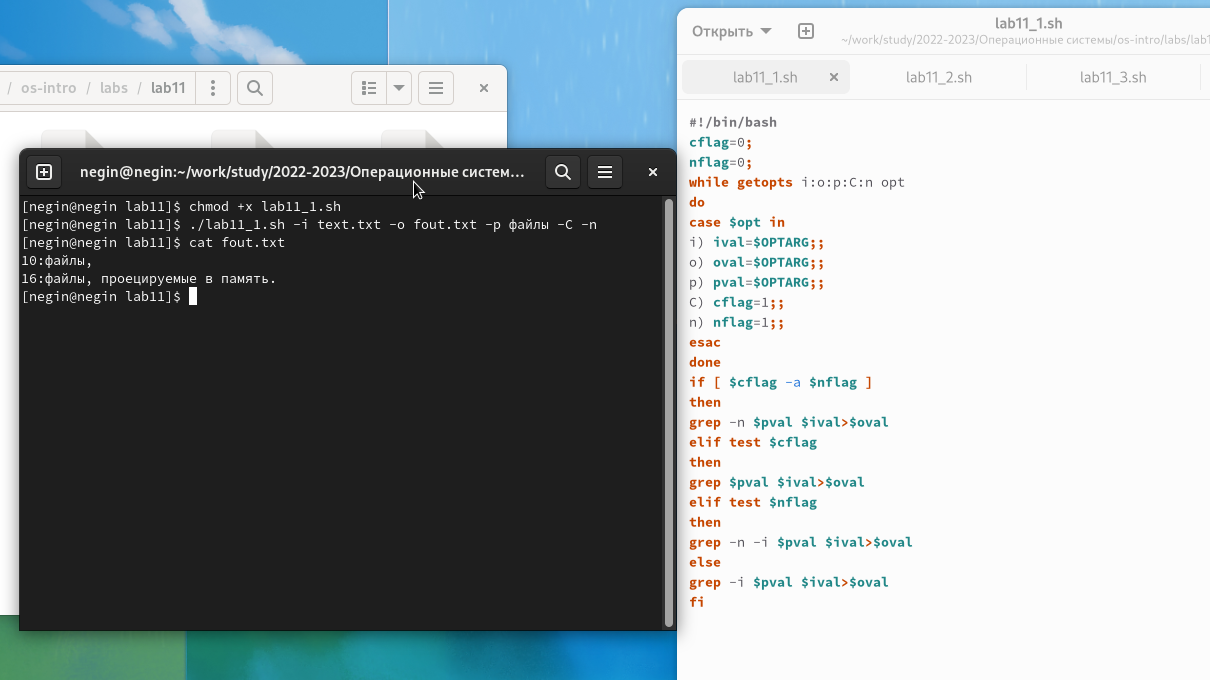 / os-intro / labs / lab11
negin@negin:~/work/study/2022-2023/Операционные систем…
[negin@negin lab11]$ chmod +x lab11_1.sh
[negin@negin lab11]$ ./lab11_1.sh -i text.txt -o fout.txt -p файлы -C -n
[negin@negin lab11]$ cat fout.txt
10:файлы,
16:файлы, проецируемые в память.
[negin@negin lab11]$
Открыть
lab11_1.sh
~/work/study/2022-2023/Операционные системы/os-intro/labs/lab1
lab11_1.sh
lab11_2.sh
lab11_3.sh
#!/bin/bash
cflag=0;
nflag=0;
while getopts i:o:p:C:n opt
do
case $opt in
i) ival=$OPTARG;;
o) oval=$OPTARG;;
p) pval=$OPTARG;;
C) cflag=1;;
n) nflag=1;;
esac
done
if [ $cflag -a $nflag ]
then
grep -n $pval $ival>$oval
elif test $cflag
then
grep $pval $ival>$oval
elif test $nflag
then
grep -n -i $pval $ival>$oval
else
grep -i $pval $ival>$oval
fi